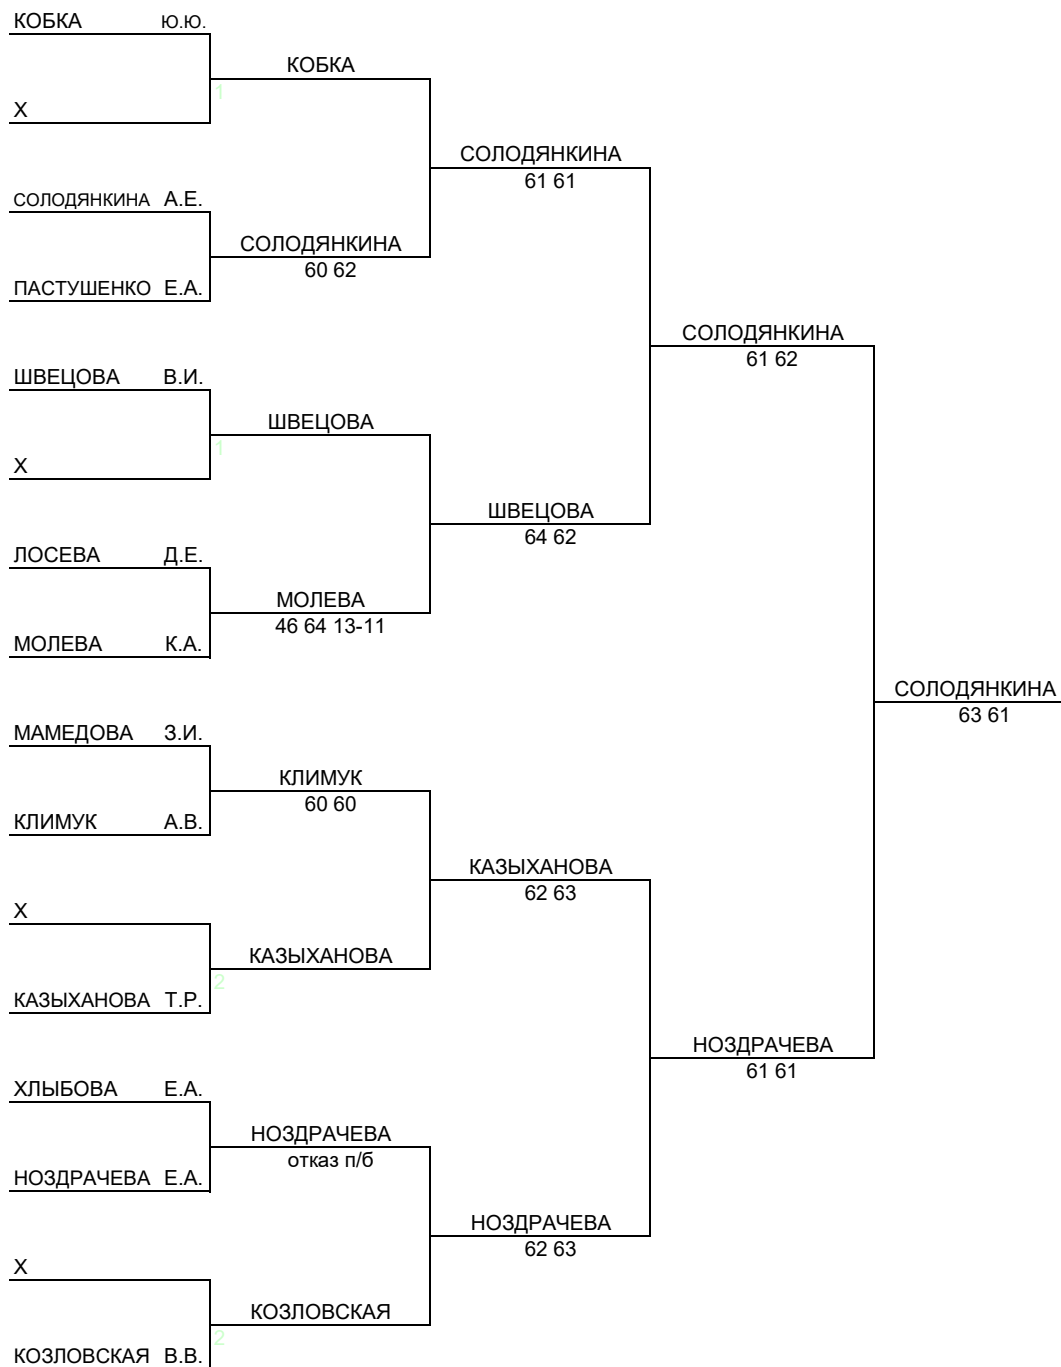 КОБКА Ю.Ю.
КОБКА
1
Х
СОЛОДЯНКИНА
61 61
СОЛОДЯНКИНА А.Е.
СОЛОДЯНКИНА
60 62
ПАСТУШЕНКО Е.А.
СОЛОДЯНКИНА
61 62
ШВЕЦОВА В.И.
ШВЕЦОВА
1
Х
ШВЕЦОВА
64 62
ЛОСЕВА Д.Е.
МОЛЕВА
46 64 13-11
МОЛЕВА К.А.
СОЛОДЯНКИНА
63 61
МАМЕДОВА З.И.
КЛИМУК
60 60
КЛИМУК А.В.
КАЗЫХАНОВА
62 63
Х
КАЗЫХАНОВА
2
КАЗЫХАНОВА Т.Р.
НОЗДРАЧЕВА
61 61
ХЛЫБОВА Е.А.
НОЗДРАЧЕВА
отказ п/б
НОЗДРАЧЕВА Е.А.
НОЗДРАЧЕВА
62 63
Х
КОЗЛОВСКАЯ
2
КОЗЛОВСКАЯ В.В.